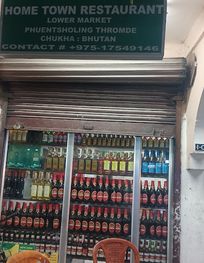 HOME TOWN RESTAURANT
LOWER MARKET
PHUENTSHOLING THROMDE
CHUKHA : BHUTAN
CONTACT # +975-17549146